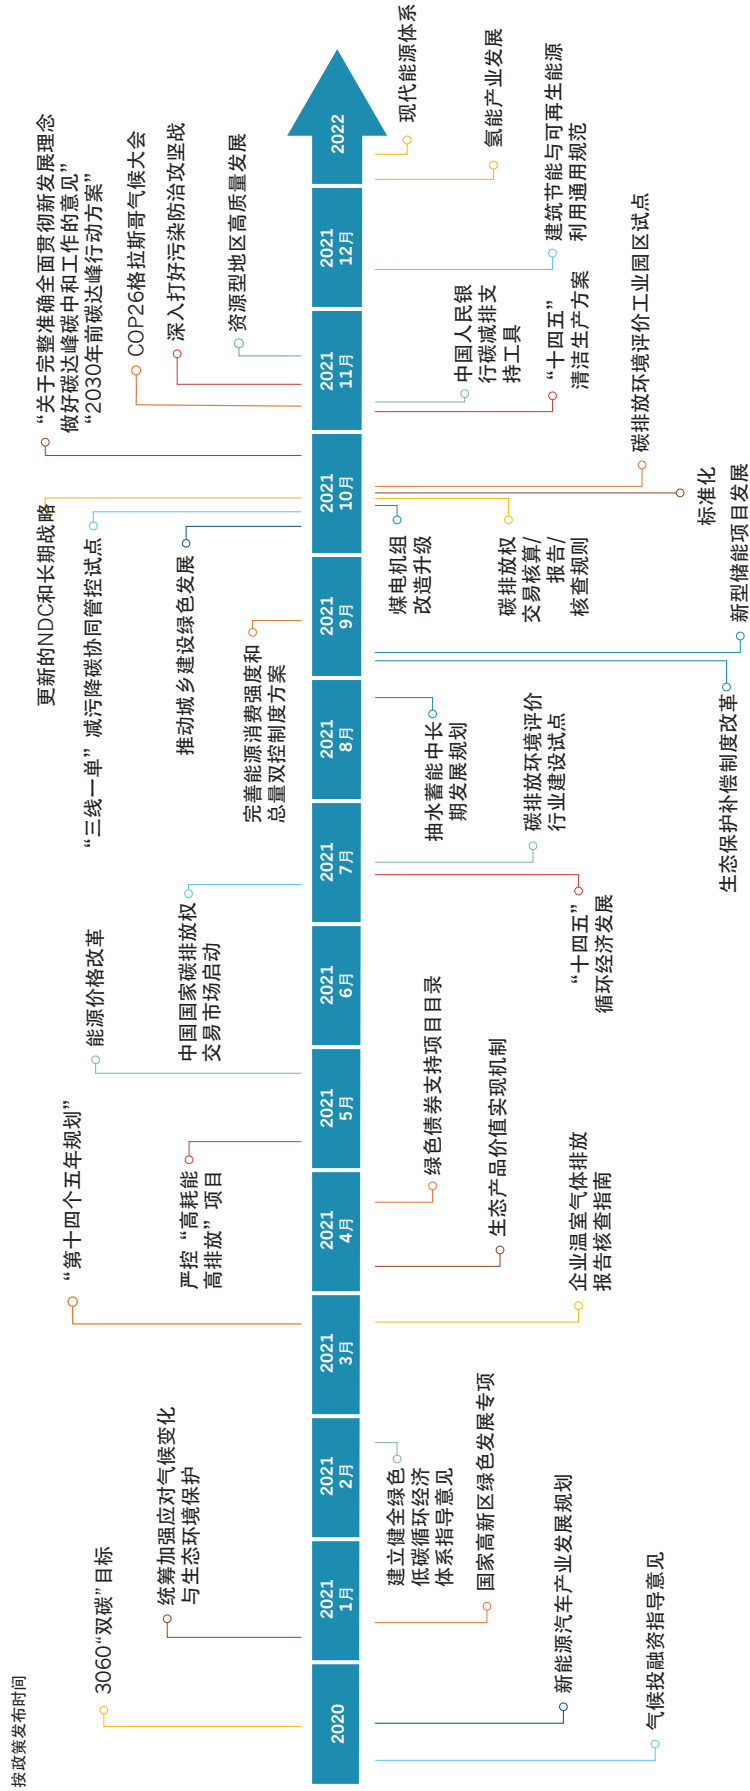 按政策发布时间
3060“双碳”目标
统筹加强应对气候变化
与生态环境保护
“第十四个五年规划”
严控“高耗能
高排放”项目
能源价格改革
中国国家碳排放权
交易市场启动
完善能源消费强度和
总量双控制度方案
推动城乡建设绿色发展
“三线一单”减污降碳协同管控试点
更新的NDC和长期战略
“关于完整准确全面贯彻新发展理念
做好碳达峰碳中和工作的意见”
“2030年前碳达峰行动方案”
COP26格拉斯哥气候大会
深入打好污染防治攻坚战
资源型地区高质量发展
2020
2021
1月
2021
2月
2021
3月
2021
4月
2021
5月
2021
6月
2021
7月
2021
8月
2021
9月
2021
10月
2021
11月
2021
12月
2022
气候投融资指导意见
新能源汽车产业发展规划
国家高新区绿色发展专项
建立健全绿色
低碳循环经济
体系指导意见
企业温室气体排放
报告核查指南
生态产品价值实现机制
绿色债券支持项目目录
“十四五”
循环经济发展
碳排放环境评价
行业建设试点
抽水蓄能中长
期发展规划
生态保护补偿制度改革
新型储能项目发展
煤电机组
改造升级
碳排放权
交易核算/
报告/
核查规则
标准化
碳排放环境评价工业园区试点
“十四五”
清洁生产方案
中国人民银
行碳减排支
持工具
建筑节能与可再生能源
利用通用规范
氢能产业发展
现代能源体系